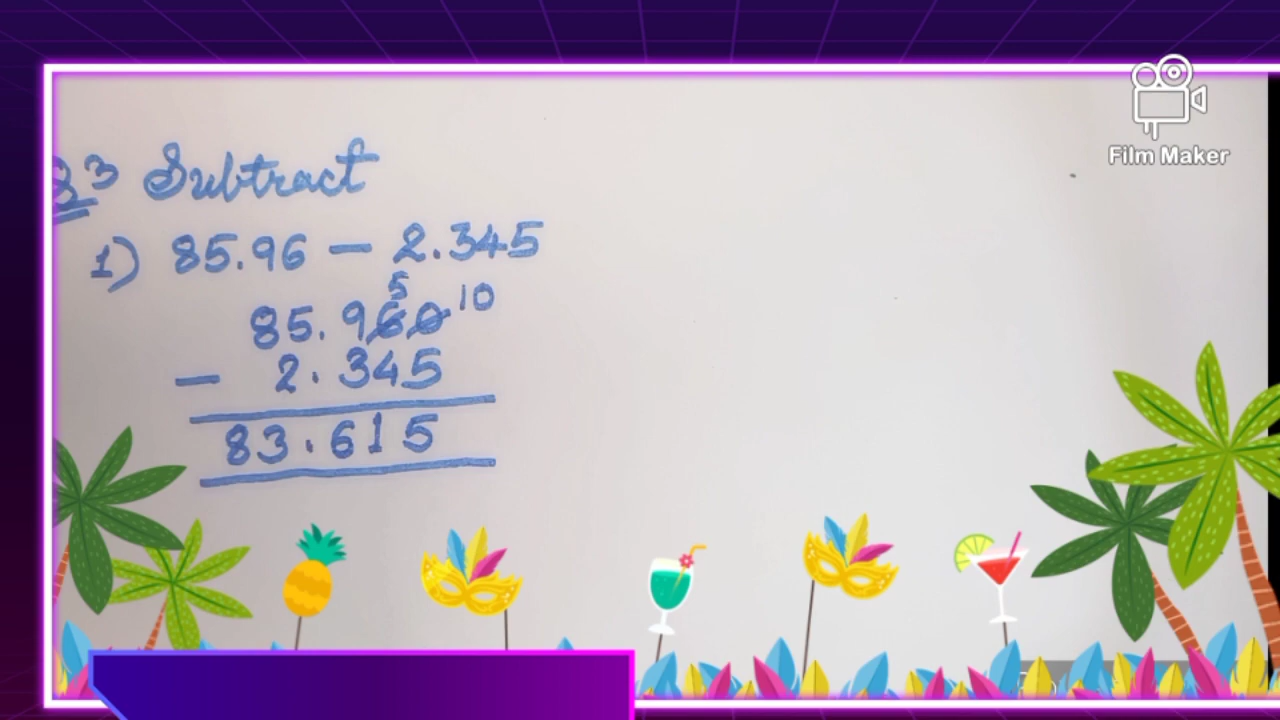 Q3 Subtract
1) 85.96 - 2.345
5 10
85.960
- 2.345
83.615
Film Maker